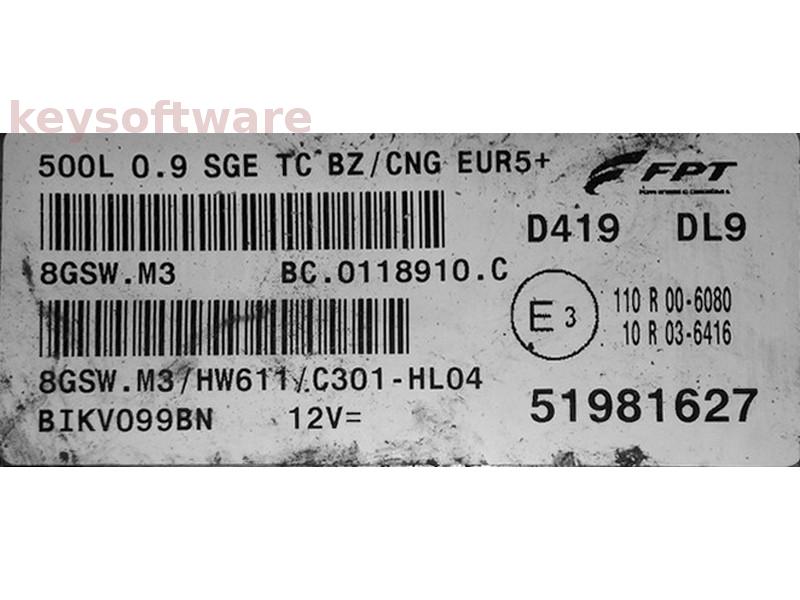 keysoftware
500L 0.9 SGE TC BZ/CNG EUR5+
FPT
D419 DL9
8GSW.M3 BC.0118910.C
E 3
110 R 00-6080
10 R 03-6416
8GSW.M3/HW611/C301-HL04
BIKV099BN 12V=
51981627